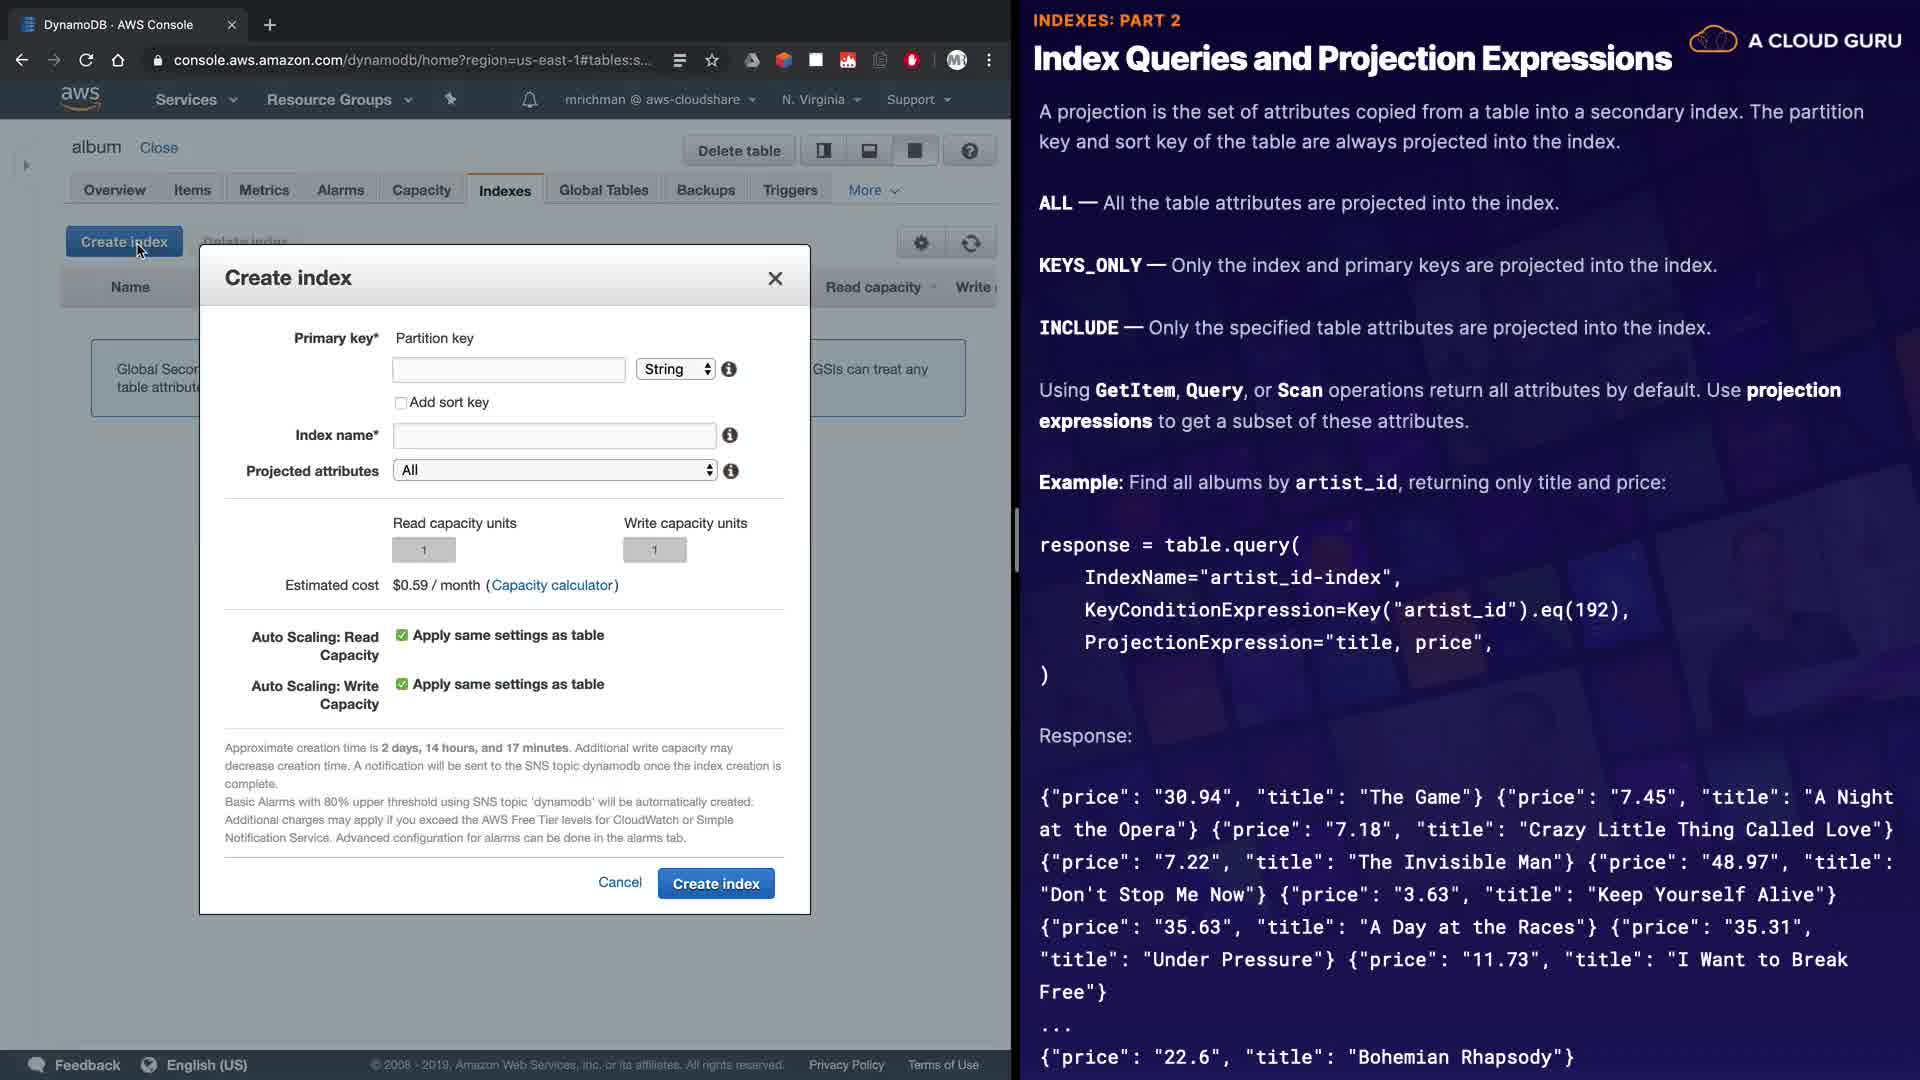 DynamoDB · AWS Console
console.aws.amazon.com/dynamodb/home?region=us-east-1#tables:s...
aws
Services
Resource Groups
mrichman @ aws-cloudshare
N. Virginia
Support
album
Close
Delete table
Overview
Items
Metrics
Alarms
Capacity
Indexes
Global Tables
Backups
Triggers
More
Create index
Delete index
Name
Read capacity
Write
Global Secon
GSIs can treat any
table attribute
Create index
Primary key*
Partition key
String
Add sort key
Index name*
Projected attributes
All
Read capacity units
Write capacity units
1
1
Estimated cost
$0.59 / month (Capacity calculator)
Auto Scaling: Read
Capacity
Apply same settings as table
Auto Scaling: Write
Capacity
Apply same settings as table
Approximate creation time is 2 days, 14 hours, and 17 minutes. Additional write capacity may
decrease creation time. A notification will be sent to the SNS topic dynamodb once the index creation is
complete.
Basic Alarms with 80% upper threshold using SNS topic 'dynamodb' will be automatically created:
Additional charges may apply if you exceed the AWS Free Tier levels for CloudWatch or Simple
Notification Service. Advanced configuration for alarms can be done in the alarms tab.
Cancel
Create index
Feedback
English (US)
© 2008 - 2019, Amazon Web Services, Inc. or its affiliates. All rights reserved.
Privacy Policy
Terms of Use
INDEXES: PART 2
Index Queries and Projection Expressions
A CLOUD GURU
A projection is the set of attributes copied from a table into a secondary index. The partition
key and sort key of the table are always projected into the index.
ALL — All the table attributes are projected into the index.
KEYS_ONLY — Only the index and primary keys are projected into the index.
INCLUDE — Only the specified table attributes are projected into the index.
Using GetItem, Query, or Scan operations return all attributes by default. Use projection
expressions to get a subset of these attributes.
Example: Find all albums by artist_id, returning only title and price:
response = table.query(
IndexName="artist_id-index",
KeyConditionExpression=Key("artist_id").eq(192),
ProjectionExpression="title, price",
)
Response:
{"price": "30.94", "title": "The Game"} {"price": "7.45", "title": "A Night
at the Opera"} {"price": "7.18", "title": "Crazy Little Thing Called Love"}
{"price": "7.22", "title": "The Invisible Man"} {"price": "48.97", "title":
"Don't Stop Me Now"} {"price": "3.63", "title": "Keep Yourself Alive"}
{"price": "35.63", "title": "A Day at the Races"} {"price": "35.31",
"title": "Under Pressure"} {"price": "11.73", "title": "I Want to Break
Free"}
...
{"price": "22.6", "title": "Bohemian Rhapsody"}